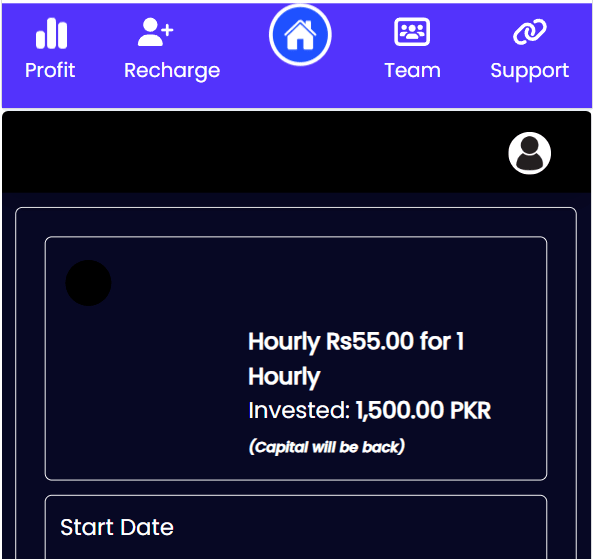 Profit Recharge Team Support
Hourly Rs55.00 for 1
Hourly
Invested: 1,500.00 PKR
(Capital will be back)
Start Date